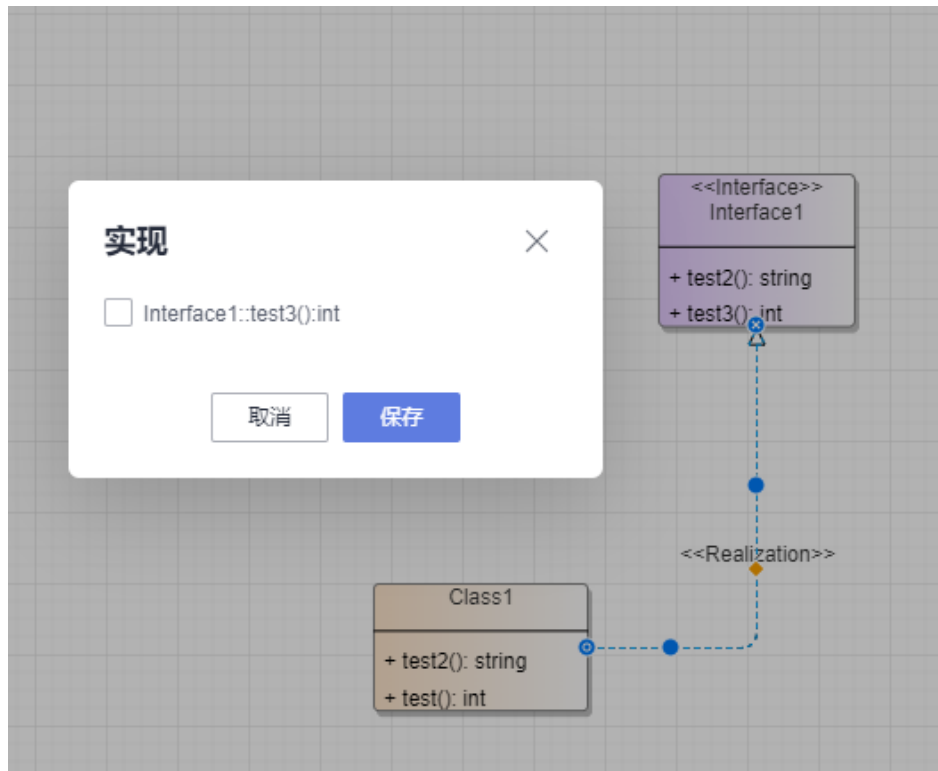 实现
Interface1::test3():int
取消
保存
<<Interface>>
Interface1
+ test2(): string
+ test3(): int
<<Realization>>
Class1
+ test2(): string
+ test(): int